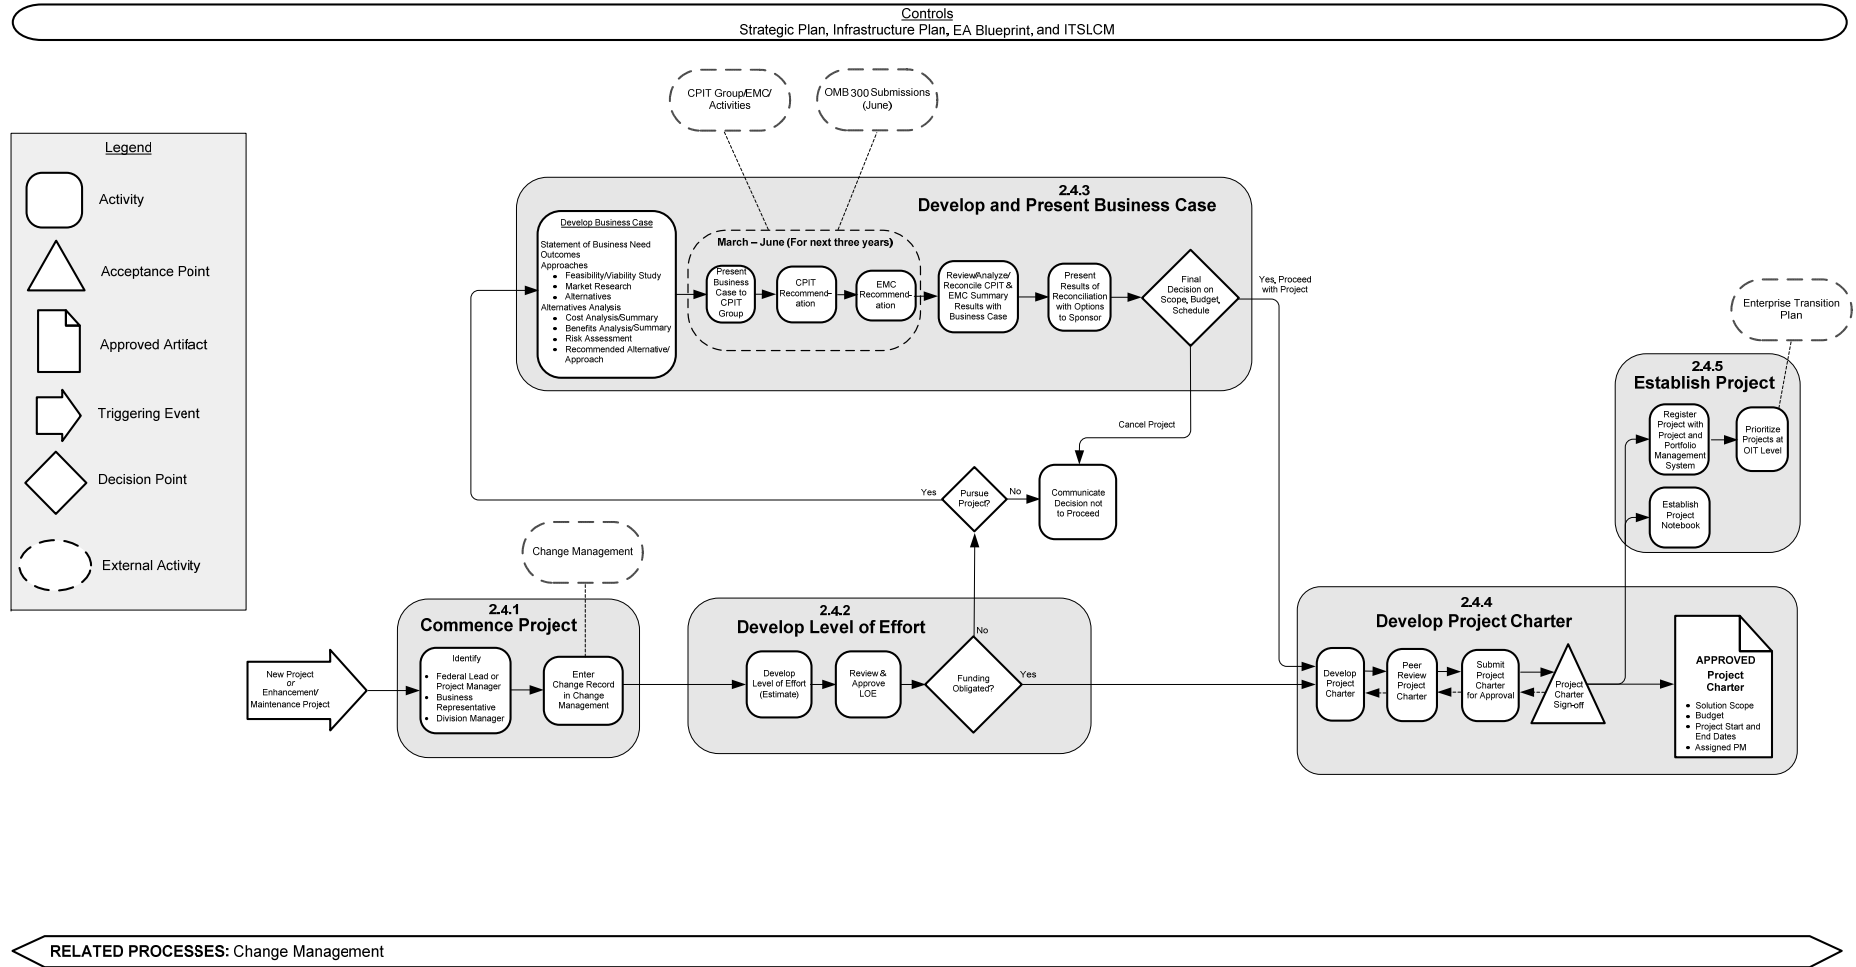 Controls
Strategic Plan, Infrastructure Plan, EA Blueprint, and ITSLCM
CPIT Group/EMC/
Activities
OMB 300 Submissions
(June)
Legend
Activity
Acceptance Point
Approved Artifact
Triggering Event
Decision Point
External Activity
2.4.3
Develop and Present Business Case
Develop Business Case
Statement of Business Need
Outcomes
Approaches
• Feasibility/Viability Study
• Market Research
• Alternatives
Alternatives Analysis
• Cost Analysis/Summary
• Benefits Analysis/Summary
• Risk Assessment
• Recommended Alternative/
Approach
March – June (For next three years)
Present
Business
Case to
CPIT
Group
CPIT
Recommend-
ation
EMC
Recommend-
ation
Review/Analyze/
Reconcile CPIT &
EMC Summary
Results with
Business Case
Present
Results of
Reconciliation
with Options
to Sponsor
Final
Decision on
Scope, Budget,
Schedule
Yes, Proceed
with Project
Cancel Project
Enterprise Transition
Plan
2.4.5
Establish Project
Register
Project with
Project and
Portfolio
Management
System
Prioritize
Projects at
OIT Level
Establish
Project
Notebook
Yes
Pursue
Project?
No
Communicate
Decision not
to Proceed
Change Management
2.4.1
Commence Project
New Project
or
Enhancement/
Maintenance Project
Identify
• Federal Lead or
Project Manager
• Business
Representative
• Division Manager
Enter
Change Record
in Change
Management
2.4.2
Develop Level of Effort
Develop
Level of Effort
(Estimate)
Review &
Approve
LOE
No
Funding
Obligated?
Yes
2.4.4
Develop Project Charter
Develop
Project
Charter
Peer
Review
Project
Charter
Submit
Project
Charter
for Approval
Project
Charter
Sign-off
APPROVED
Project
Charter
• Solution Scope
• Budget
• Project Start and
End Dates
• Assigned PM
RELATED PROCESSES: Change Management